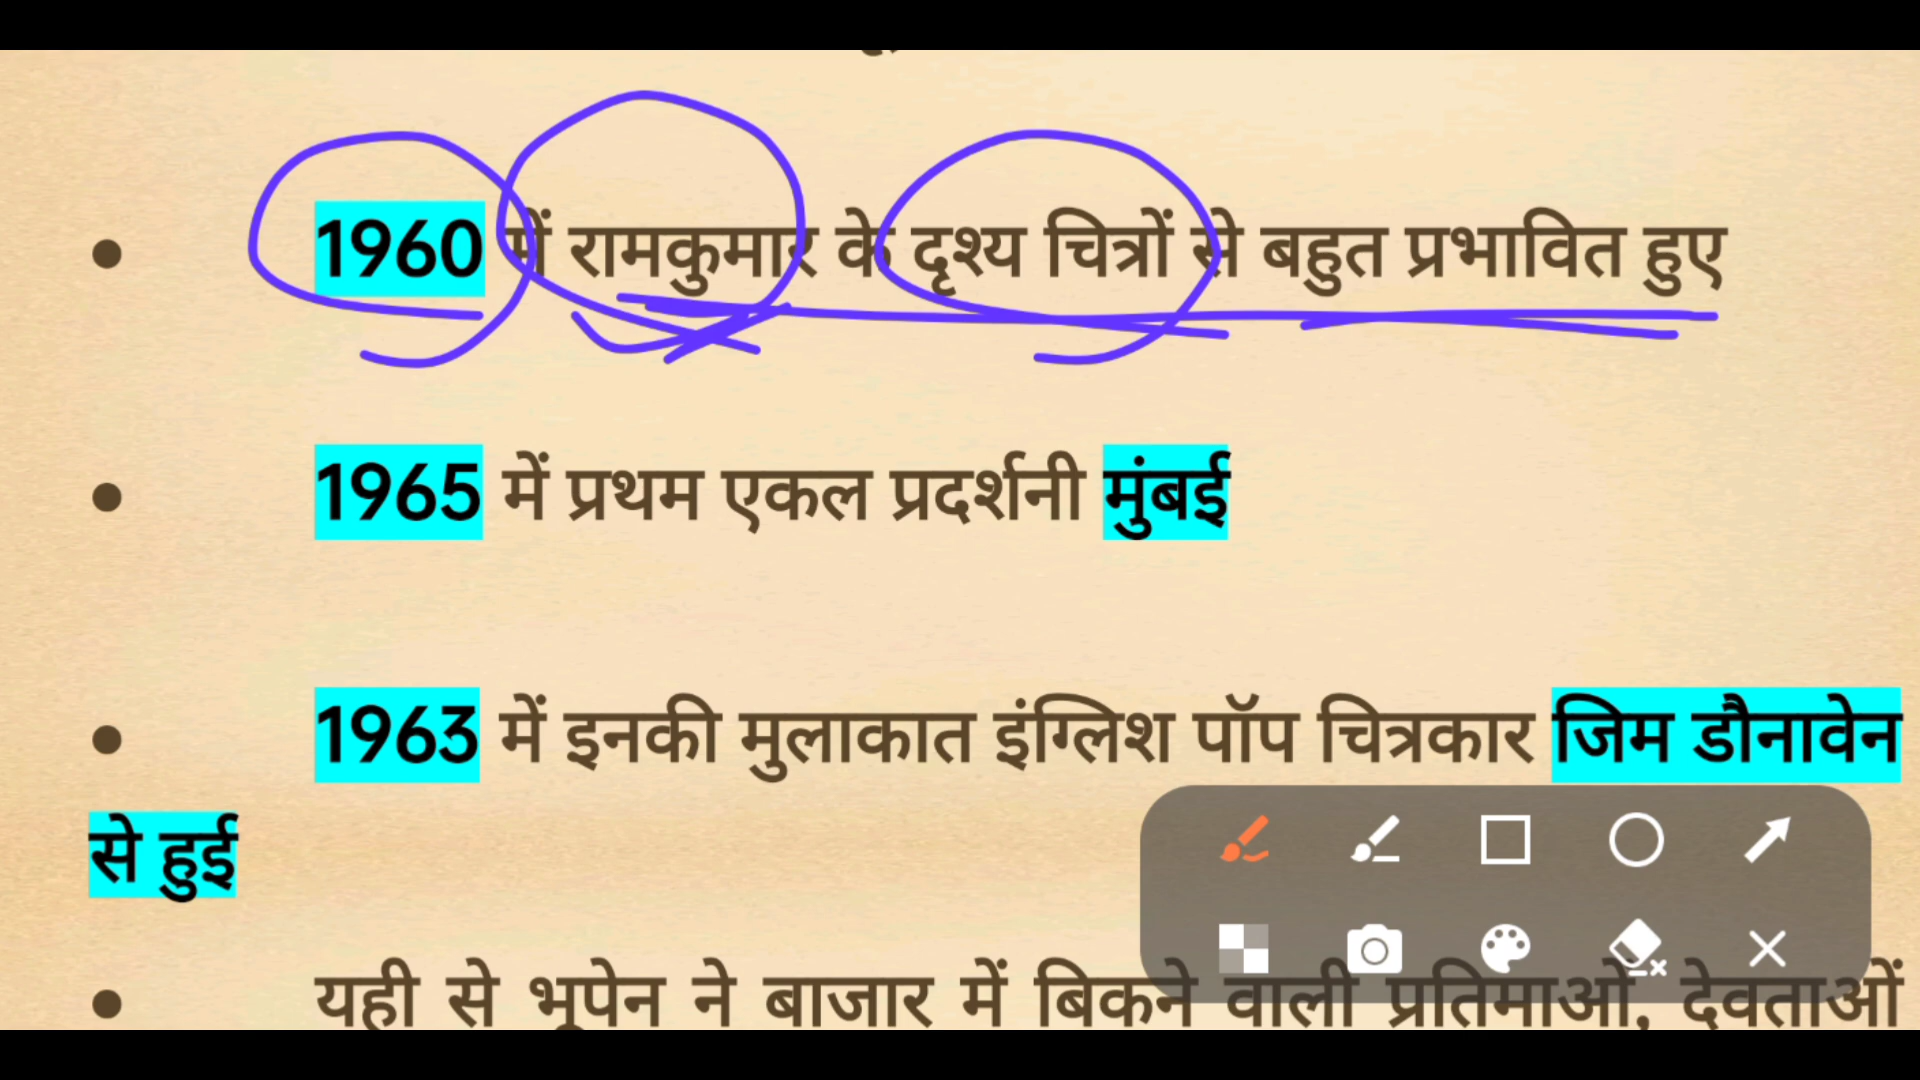 • 1960 में रामकुमार के दृश्य चित्रों से बहुत प्रभावित हुए
• 1965 में प्रथम एकल प्रदर्शनी मुंबई
• 1963 में इनकी मुलाकात इंग्लिश पॉप चित्रकार जिम डौनावेन
से हुई
• यही से भूपेन ने बाजार में बिकने वाली प्रतिमाओं, देवताओं